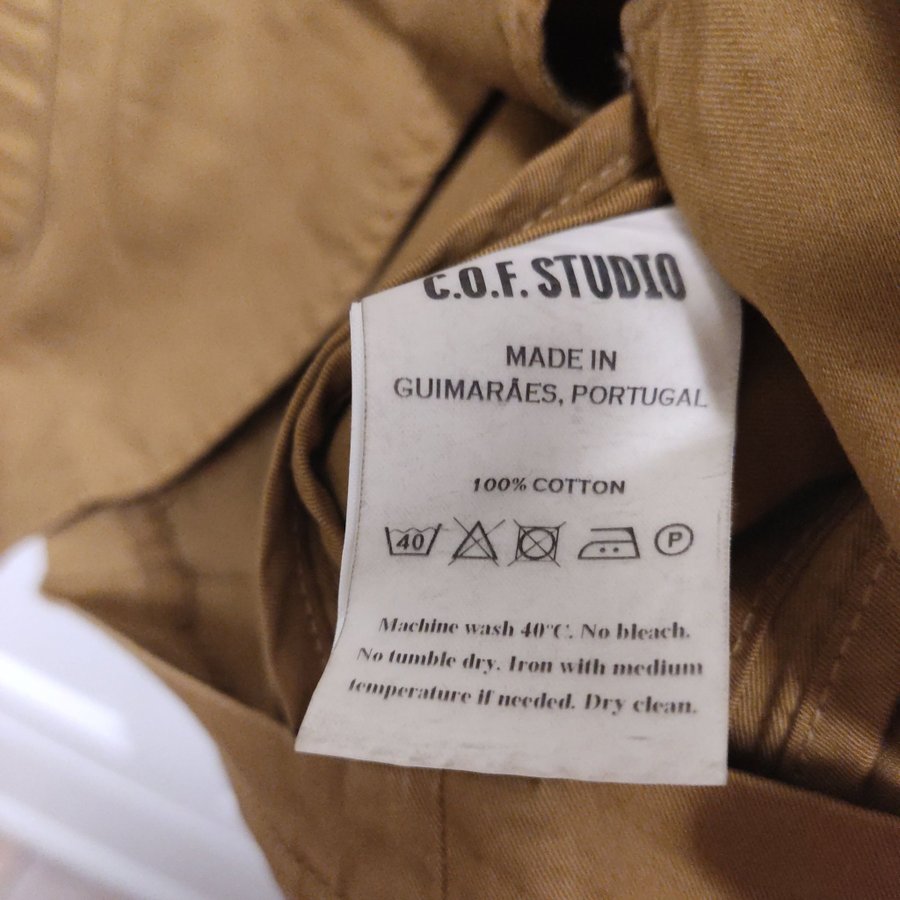 C.O.F. STUDIO
MADE IN
GUIMARÃES, PORTUGAL
100% COTTON
40 P
Machine wash 40°C. No bleach.
No tumble dry. Iron with medium
temperature if needed. Dry clean.